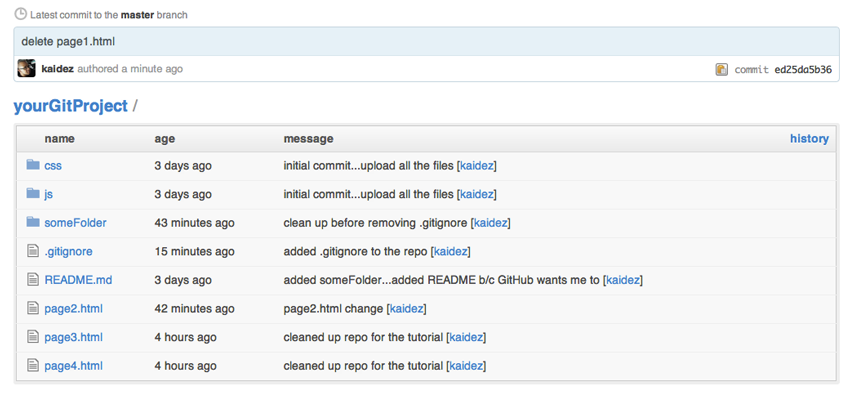 Latest commit to the master branch
delete page1.html
kaidez authored a minute ago commit ed25da5b36
yourGitProject /
name age message history
css 3 days ago initial commit...upload all the files [kaidez]
js 3 days ago initial commit...upload all the files [kaidez]
someFolder 43 minutes ago clean up before removing .gitignore [kaidez]
.gitignore 15 minutes ago added .gitignore to the repo [kaidez]
README.md 3 days ago added someFolder...added README b/c GitHub wants me to [kaidez]
page2.html 42 minutes ago page2.html change [kaidez]
page3.html 4 hours ago cleaned up repo for the tutorial [kaidez]
page4.html 4 hours ago cleaned up repo for the tutorial [kaidez]